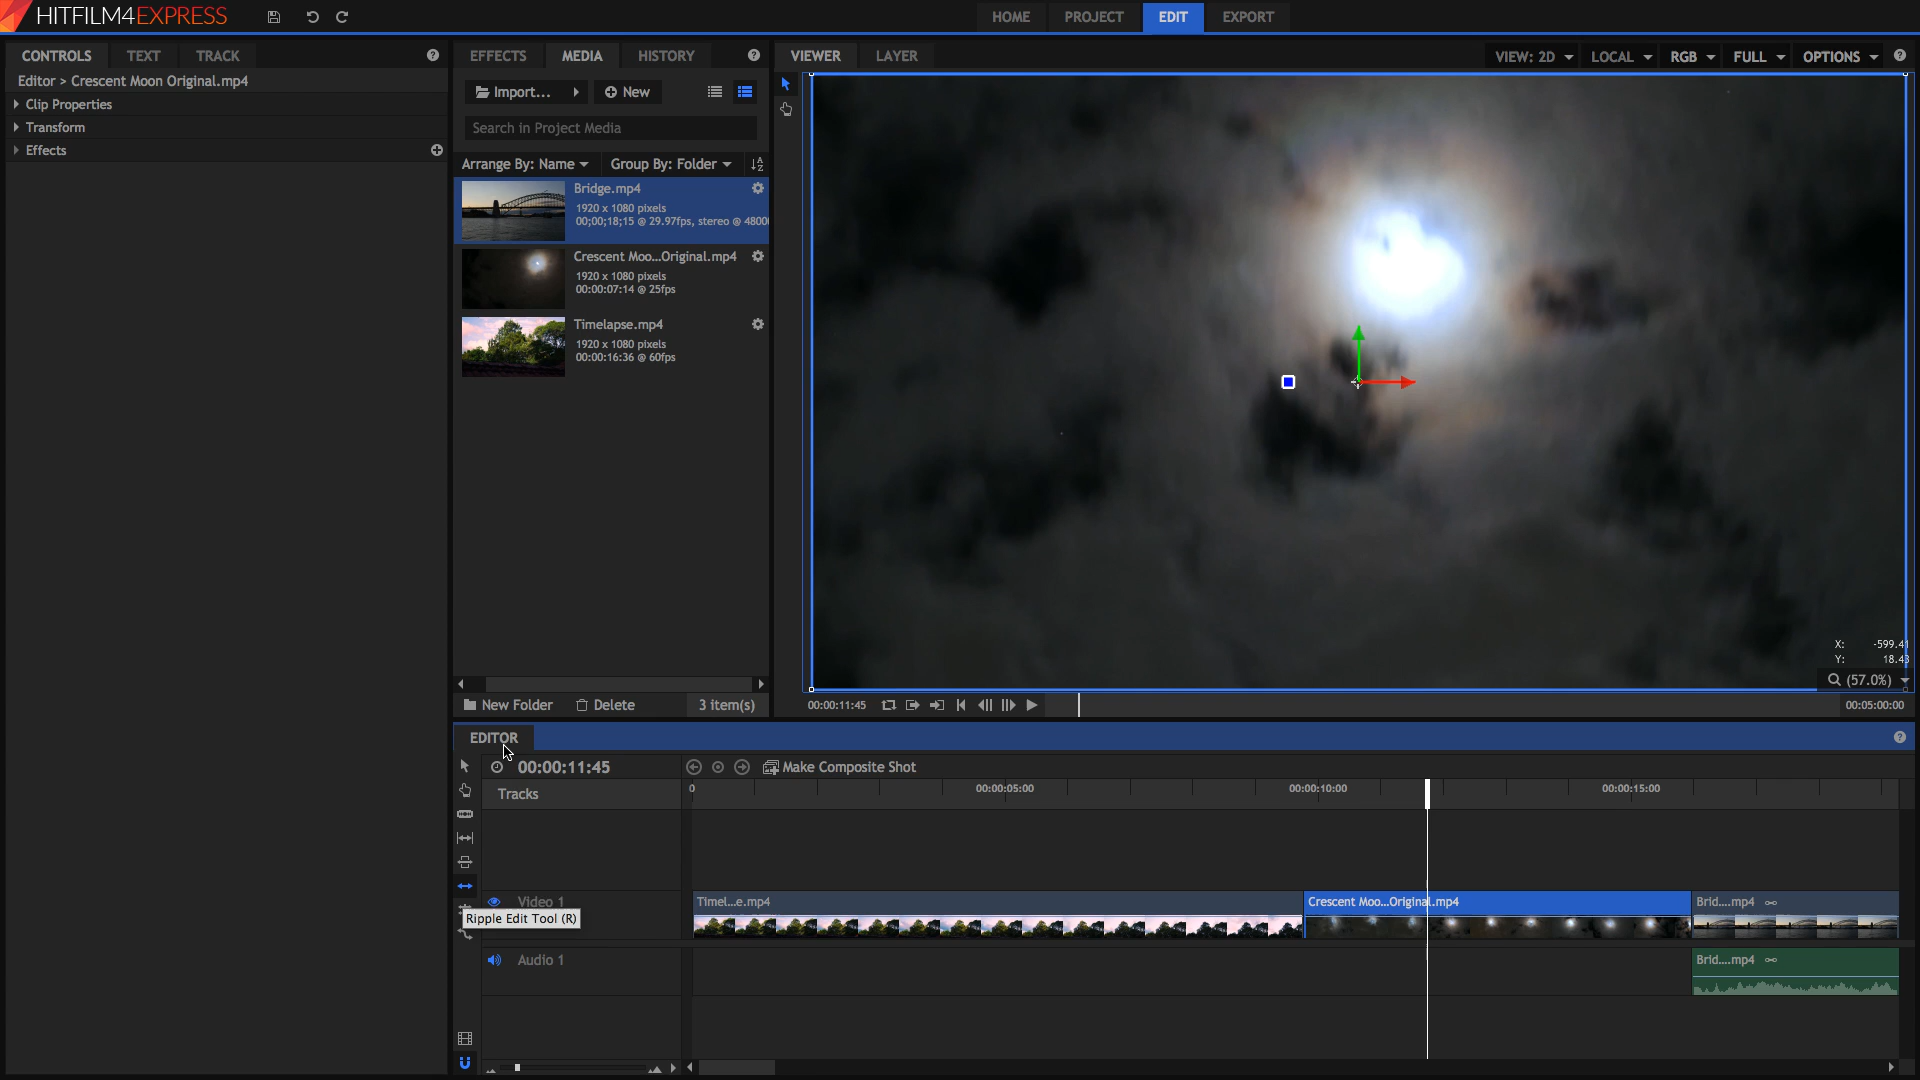 HITFILM4EXPRESS
HOME
PROJECT
EDIT
EXPORT
CONTROLS
TEXT
TRACK
Editor > Crescent Moon Original.mp4
Clip Properties
Transform
Effects
EFFECTS
MEDIA
HISTORY
Import...
New
Search in Project Media
Arrange By: Name
Group By: Folder
Bridge.mp4
1920 x 1080 pixels
00;00;18;15 @ 29.97fps, stereo @ 4800
Crescent Moo...Original.mp4
1920 x 1080 pixels
00:00:07:14 @ 25fps
Timelapse.mp4
1920 x 1080 pixels
00:00:16:36 @ 60fps
New Folder
Delete
3 item(s)
VIEWER
LAYER
VIEW: 2D
LOCAL
RGB
FULL
OPTIONS
X: -599.41
Y: 18.43
(57.0%)
00:00:11:45
00:05:00:00
EDITOR
00:00:11:45
Make Composite Shot
Tracks
0
00:00:05:00
00:00:10:00
00:00:15:00
Video 1
Ripple Edit Tool (R)
Timel...e.mp4
Crescent Moo...Original.mp4
Brid....mp4
Audio 1
Brid....mp4